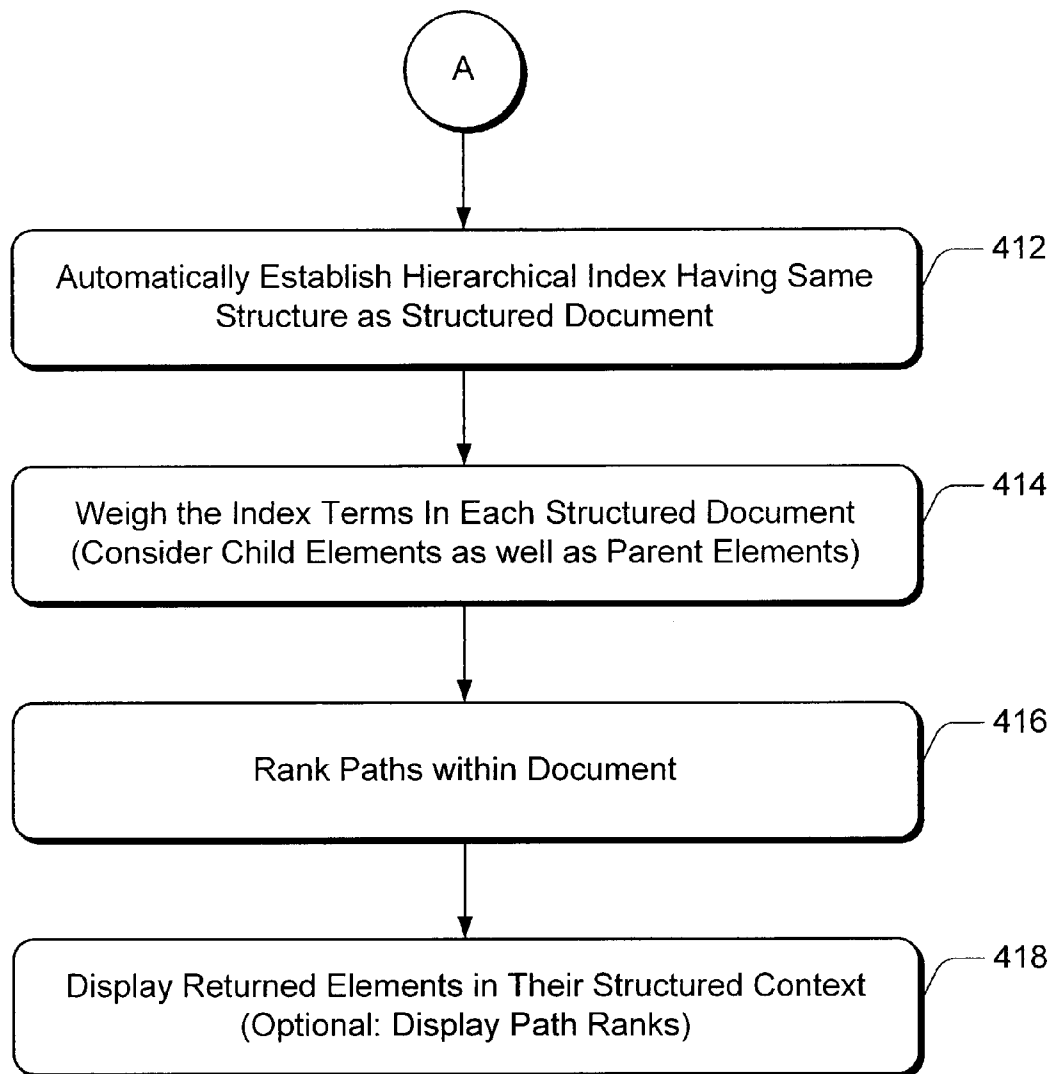 A
Automatically Establish Hierarchical Index Having Same
Structure as Structured Document
412
Weigh the Index Terms In Each Structured Document
(Consider Child Elements as well as Parent Elements)
414
Rank Paths within Document
416
Display Returned Elements in Their Structured Context
(Optional: Display Path Ranks)
418